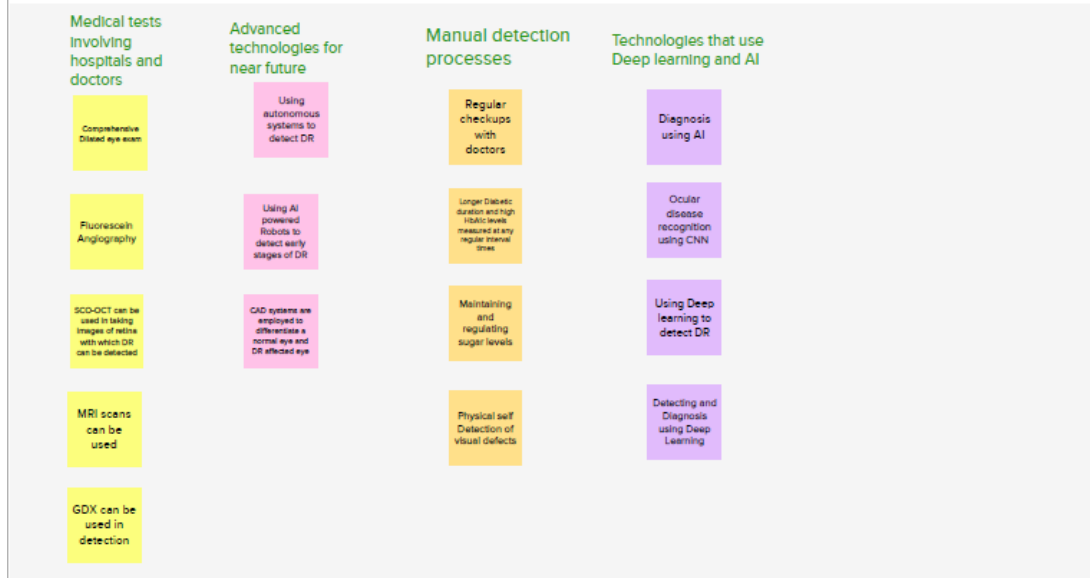 Medical tests
involving
hospitals and
doctors
Comprehensive
Dilated eye exam
Fluorescein
Angiography
SCO-OCT can be
used in taking
images of retina
with which DR
can be detected
MRI scans
can be
used
GDX can be
used in
detection
Advanced
technologies for
near future
Using
autonomous
systems to
detect DR
Using AI
powered
Robots to
detect early
stages of DR
CAD systems are
employed to
differentiate a
normal eye and
DR affected eye
Manual detection
processes
Regular
checkups
with
doctors
Longer Diabetic
duration and high
HbA1c levels
measured at any
regular interval
times
Maintaining
and
regulating
sugar levels
Physical self
Detection of
visual defects
Technologies that use
Deep learning and AI
Diagnosis
using AI
Ocular
disease
recognition
using CNN
Using Deep
learning to
detect DR
Detecting and
Diagnosis
using Deep
Learning